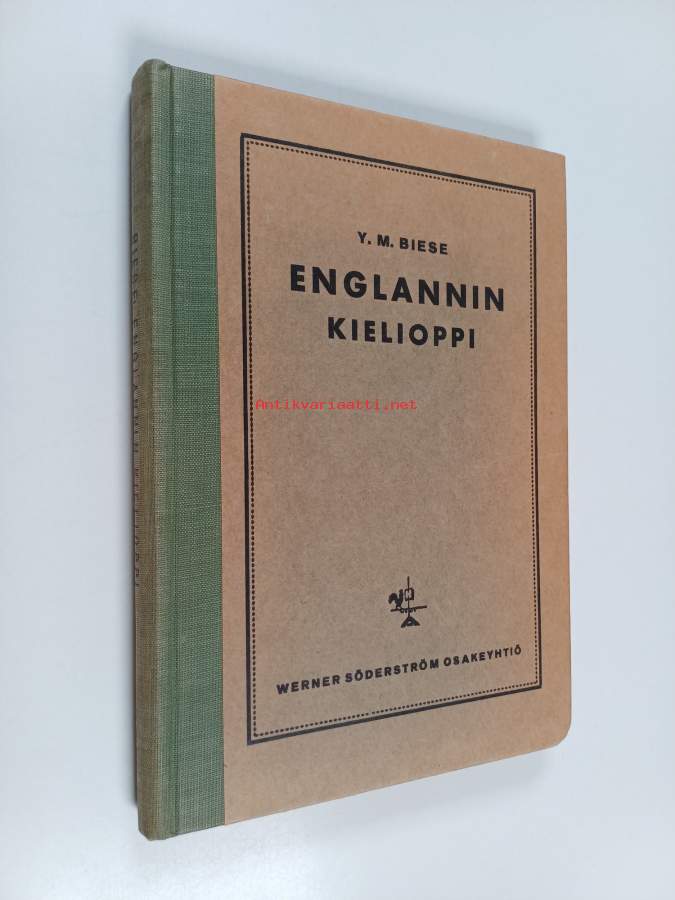 Y. M. BIESE
ENGLANNIN
KIELIOPPI
Antikvariaatti.net
WERNER SÖDERSTRÖM OSAKEYHTIÖ